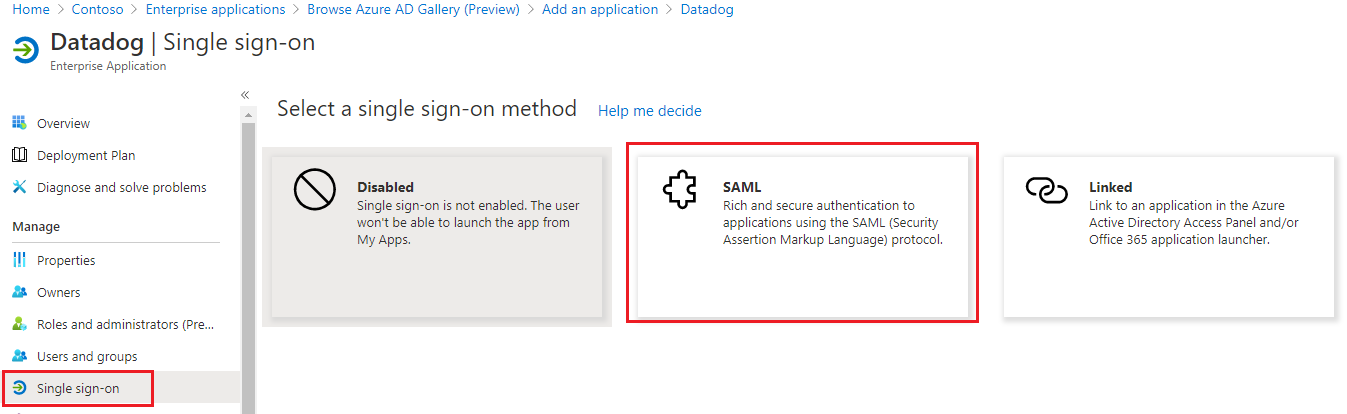 Home > Contoso > Enterprise applications > Browse Azure AD Gallery (Preview) > Add an application > Datadog
Datadog | Single sign-on
Enterprise Application
Overview
Deployment Plan
Diagnose and solve problems
Manage
Properties
Owners
Roles and administrators (Pre...
Users and groups
Single sign-on
Select a single sign-on method Help me decide
Disabled
Single sign-on is not enabled. The user
won't be able to launch the app from
My Apps.
SAML
Rich and secure authentication to
applications using the SAML (Security
Assertion Markup Language) protocol.
Linked
Link to an application in the Azure
Active Directory Access Panel and/or
Office 365 application launcher.